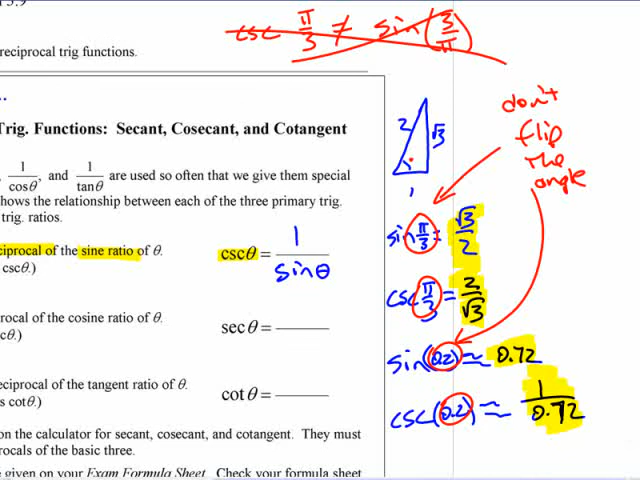 csc π/3 ≠ sin(3/π)
reciprocal trig functions.
Trig. Functions: Secant, Cosecant, and Cotangent
1/cosθ, and 1/tanθ are used so often that we give them special
hows the relationship between each of the three primary trig.
trig. ratios.
ciprocal of the sine ratio of θ.
cscθ.)
cscθ = 1/sinθ
rocal of the cosine ratio of θ.
cθ.)
secθ =
eciprocal of the tangent ratio of θ.
s cotθ.)
cotθ =
on the calculator for secant, cosecant, and cotangent. They must
procals of the basic three.
e given on your Exam Formula Sheet. Check your formula sheet
2 √3
1
don't
flip
the
angle
sin π/3 = √3/2
csc π/3 = 2/√3
sin(0.2) ≈ 0.72
csc(0.2) ≈ 1/0.72